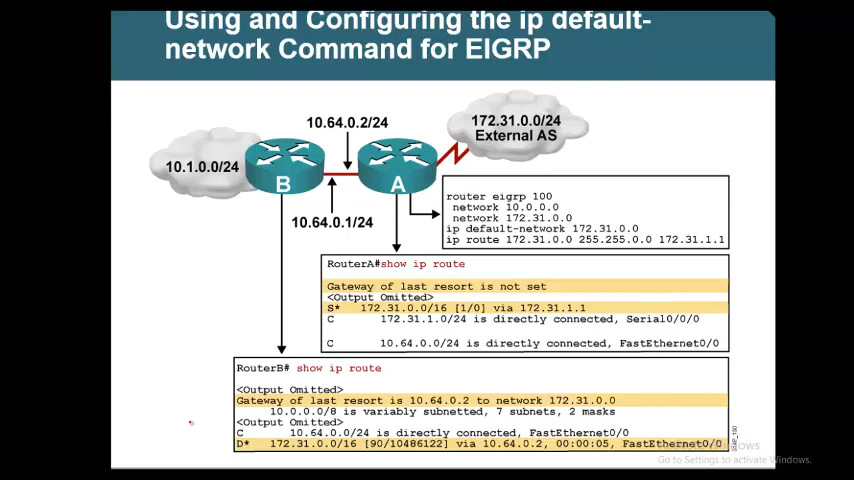 Using and Configuring the ip default-
network Command for EIGRP
10.64.0.2/24
172.31.0.0/24
External AS
10.1.0.0/24
B
A
10.64.0.1/24
router eigrp 100
network 10.0.0.0
network 172.31.0.0
ip default-network 172.31.0.0
ip route 172.31.0.0 255.255.0.0 172.31.1.1
RouterA#show ip route
Gateway of last resort is not set
<Output Omitted>
S* 172.31.0.0/16 [1/0] via 172.31.1.1
C 172.31.1.0/24 is directly connected, Serial0/0/0
C 10.64.0.0/24 is directly connected, FastEthernet0/0
RouterB# show ip route
<Output Omitted>
Gateway of last resort is 10.64.0.2 to network 172.31.0.0
10.0.0.0/8 is variably subnetted, 7 subnets, 2 masks
<Output Omitted>
C 10.64.0.0/24 is directly connected, FastEthernet0/0
D* 172.31.0.0/16 [90/10486122] via 10.64.0.2, 00:00:05, FastEthernet0/0
Go to Settings to activate Windows.